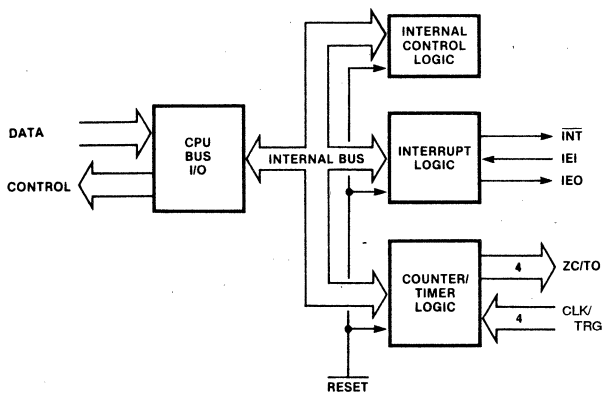 INTERNAL
CONTROL
LOGIC
DATA
CONTROL
CPU
BUS
I/O
INTERNAL BUS
INTERRUPT
LOGIC
INT
IEI
IEO
COUNTER/
TIMER
LOGIC
4
ZC/TO
4
CLK/
TRG
RESET